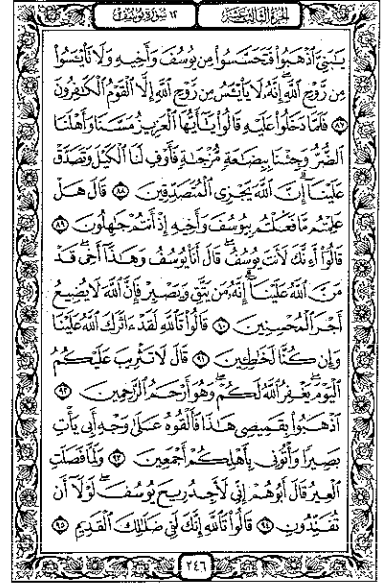 الجزء الثالث عشر ١٢ سورة يوسف
يَٰبَنِىَّ ٱذْهَبُوا۟ فَتَحَسَّسُوا۟ مِن يُوسُفَ وَأَخِيهِ وَلَا تَا۟يْـَٔسُوا۟
مِن رَّوْحِ ٱللَّهِ إِنَّهُۥ لَا يَا۟يْـَٔسُ مِن رَّوْحِ ٱللَّهِ إِلَّا ٱلْقَوْمُ ٱلْكَٰفِرُونَ
٨٧ فَلَمَّا دَخَلُوا۟ عَلَيْهِ قَالُوا۟ يَٰٓأَيُّهَا ٱلْعَزِيزُ مَسَّنَا وَأَهْلَنَا
ٱلضُّرُّ وَجِئْنَا بِبِضَٰعَةٍ مُّزْجَىٰةٍ فَأَوْفِ لَنَا ٱلْكَيْلَ وَتَصَدَّقْ
عَلَيْنَآ إِنَّ ٱللَّهَ يَجْزِى ٱلْمُتَصَدِّقِينَ ٨٨ قَالَ هَلْ
عَلِمْتُم مَّا فَعَلْتُم بِيُوسُفَ وَأَخِيهِ إِذْ أَنتُمْ جَٰهِلُونَ ٨٩
قَالُوٓا۟ أَءِنَّكَ لَأَنتَ يُوسُفُ قَالَ أَنَا۠ يُوسُفُ وَهَٰذَآ أَخِى قَدْ
مَنَّ ٱللَّهُ عَلَيْنَآ إِنَّهُۥ مَن يَتَّقِ وَيَصْبِرْ فَإِنَّ ٱللَّهَ لَا يُضِيعُ
أَجْرَ ٱلْمُحْسِنِينَ ٩٠ قَالُوا۟ تَٱللَّهِ لَقَدْ ءَاثَرَكَ ٱللَّهُ عَلَيْنَا
وَإِن كُنَّا لَخَٰطِـِٔينَ ٩١ قَالَ لَا تَثْرِيبَ عَلَيْكُمُ
ٱلْيَوْمَ يَغْفِرُ ٱللَّهُ لَكُمْ وَهُوَ أَرْحَمُ ٱلرَّٰحِمِينَ ٩٢
ٱذْهَبُوا۟ بِقَمِيصِى هَٰذَا فَأَلْقُوهُ عَلَىٰ وَجْهِ أَبِى يَأْتِ
بَصِيرًا وَأْتُونِى بِأَهْلِكُمْ أَجْمَعِينَ ٩٣ وَلَمَّا فَصَلَتِ
ٱلْعِيرُ قَالَ أَبُوهُمْ إِنِّى لَأَجِدُ رِيحَ يُوسُفَ لَوْلَآ أَن
تُفَنِّدُونِ ٩٤ قَالُوا۟ تَٱللَّهِ إِنَّكَ لَفِى ضَلَٰلِكَ ٱلْقَدِيمِ ٩٥
٢٤٦